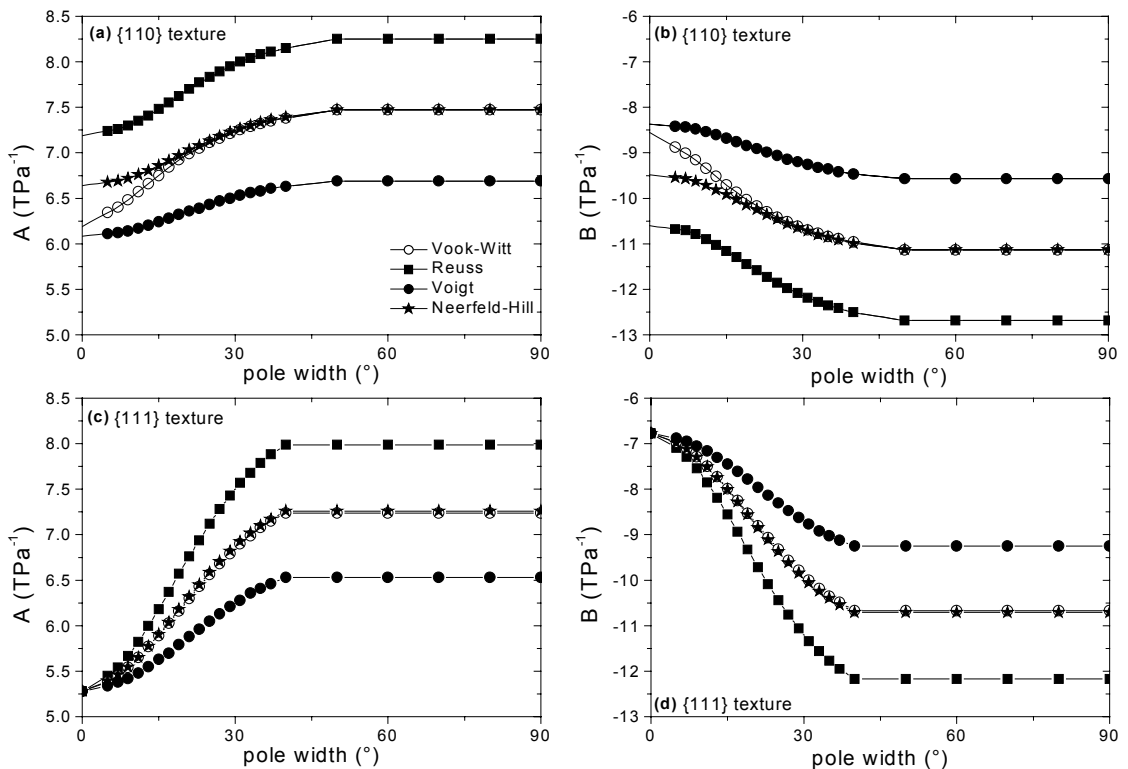 (a) {110} texture
8.5
8.0
7.5
7.0
6.5
6.0
5.5
5.0
A (TPa-1)
0 30 60 90
pole width (°)
Vook-Witt
Reuss
Voigt
Neerfeld-Hill
(b) {110} texture
-6
-7
-8
-9
-10
-11
-12
-13
B (TPa-1)
0 30 60 90
pole width (°)
(c) {111} texture
8.5
8.0
7.5
7.0
6.5
6.0
5.5
5.0
A (TPa-1)
0 30 60 90
pole width (°)
-6
-7
-8
-9
-10
-11
-12
-13
B (TPa-1)
(d) {111} texture
0 30 60 90
pole width (°)